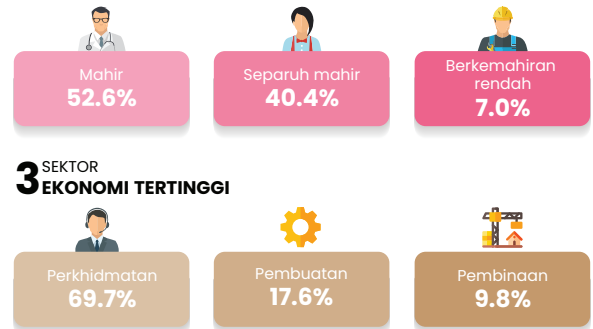 Mahir
52.6%
Separuh mahir
40.4%
Berkemahiran
rendah
7.0%
3 SEKTOR
EKONOMI TERTINGGI
Perkhidmatan
69.7%
Pembuatan
17.6%
Pembinaan
9.8%